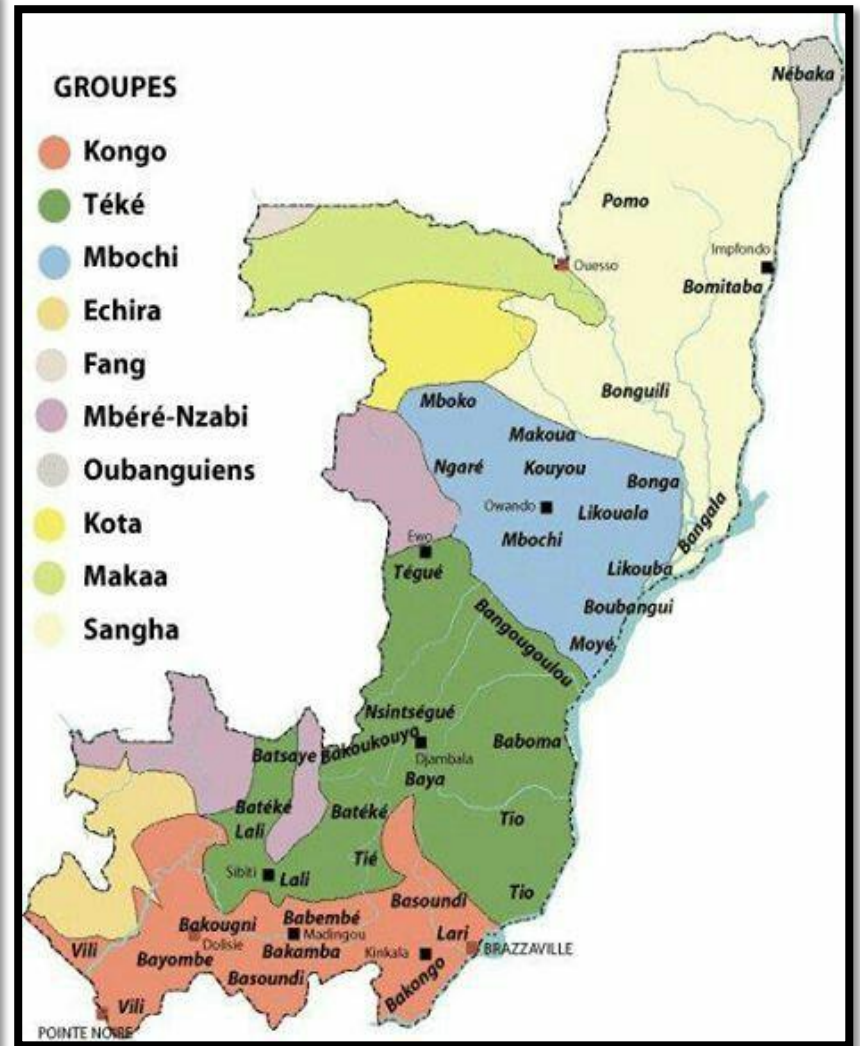 GROUPES
Kongo
Téké
Mbochi
Echira
Fang
Mbéré-Nzabi
Oubanguiens
Kota
Makaa
Sangha
Nébaka
Pomo
Impfondo
Ouesso
Bomitaba
Bonguili
Mboko
Makoua
Ngaré
Kouyou
Bonga
Owando
Likouala
Bangala
Mbochi
Ewo
Likouba
Tégué
Boubangui
Bangougoulou
Moyé
Nsintségué
Bakoukouya
Batsaye
Baboma
Djambala
Baya
Batéké
Lali
Batéké
Tio
Tié
Sibiti
Lali
Tio
Basoundi
Babembé
Bakougni
Madingou
Lari
Dolisie
Vili
Bakamba
Kinkala
BRAZZAVILLE
Bayombe
Basoundi
Bakongo
Vili
POINTE NOIRE